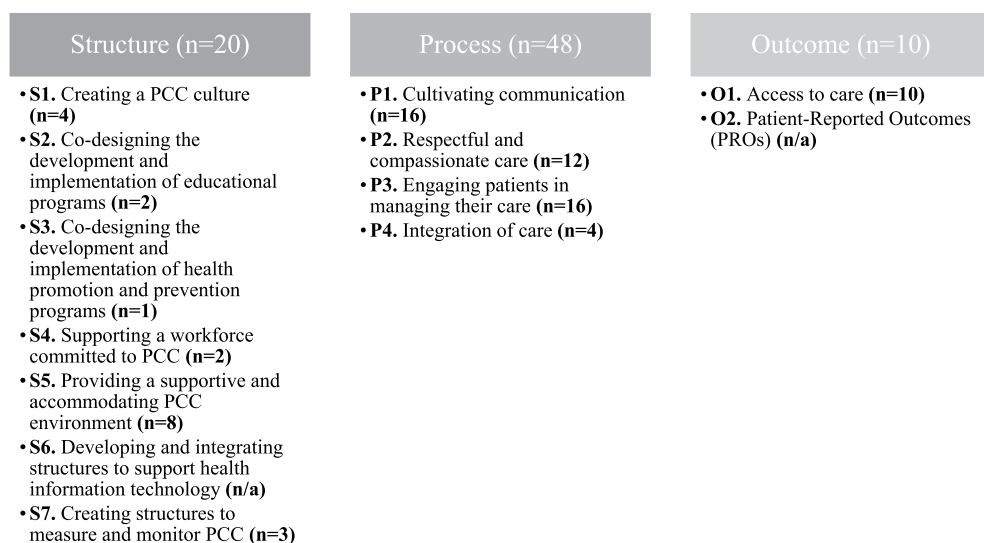 Structure (n=20)
• S1. Creating a PCC culture
(n=4)
• S2. Co-designing the
development and
implementation of educational
programs (n=2)
• S3. Co-designing the
development and
implementation of health
promotion and prevention
programs (n=1)
• S4. Supporting a workforce
committed to PCC (n=2)
• S5. Providing a supportive and
accommodating PCC
environment (n=8)
• S6. Developing and integrating
structures to support health
information technology (n/a)
• S7. Creating structures to
measure and monitor PCC (n=3)
Process (n=48)
• P1. Cultivating communication
(n=16)
• P2. Respectful and
compassionate care (n=12)
• P3. Engaging patients in
managing their care (n=16)
• P4. Integration of care (n=4)
Outcome (n=10)
• O1. Access to care (n=10)
• O2. Patient-Reported Outcomes
(PROs) (n/a)